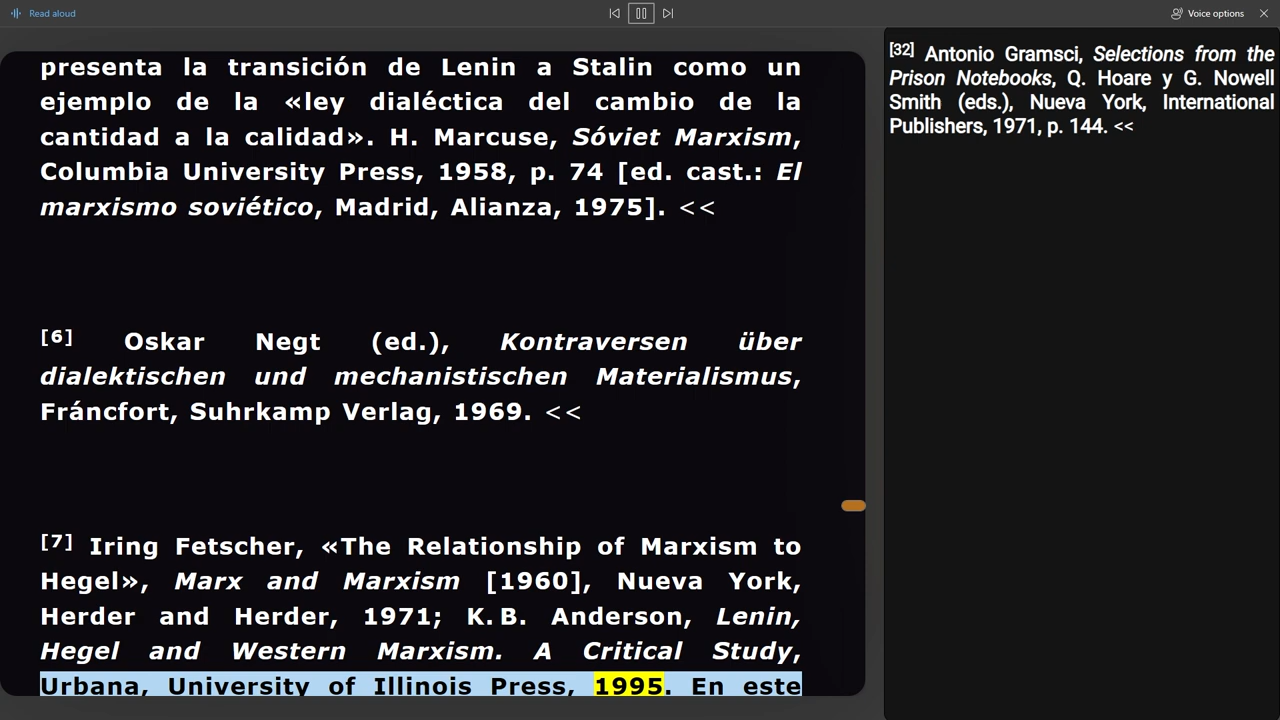 Read aloud
Voice options
presenta la transición de Lenin a Stalin como un
ejemplo de la «ley dialéctica del cambio de la
cantidad a la calidad». H. Marcuse, Sóviet Marxism,
Columbia University Press, 1958, p. 74 [ed. cast.: El
marxismo soviético, Madrid, Alianza, 1975]. <<
[6] Oskar Negt (ed.), Kontraversen über
dialektischen und mechanistischen Materialismus,
Fráncfort, Suhrkamp Verlag, 1969. <<
[7] Iring Fetscher, «The Relationship of Marxism to
Hegel», Marx and Marxism [1960], Nueva York,
Herder and Herder, 1971; K. B. Anderson, Lenin,
Hegel and Western Marxism. A Critical Study,
Urbana, University of Illinois Press, 1995. En este
[32] Antonio Gramsci, Selections from the
Prison Notebooks, Q. Hoare y G. Nowell
Smith (eds.), Nueva York, International
Publishers, 1971, p. 144. <<